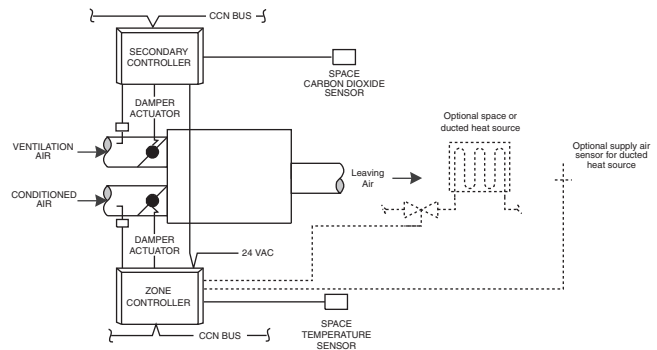 CCN BUS
SECONDARY
CONTROLLER
SPACE
CARBON DIOXIDE
SENSOR
DAMPER
ACTUATOR
Optional space or
ducted heat source
VENTILATION
AIR
Optional supply air
sensor for ducted
heat source
Leaving
Air
CONDITIONED
AIR
DAMPER
ACTUATOR
24 VAC
ZONE
CONTROLLER
SPACE
TEMPERATURE
SENSOR
CCN BUS